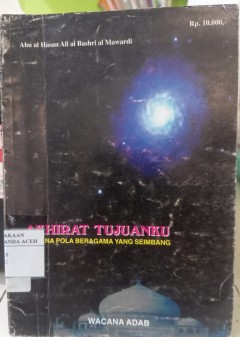 Rp. 10.000,-
Abu al Hasan Ali al Bashri al Mawardi
AKHIRAT TUJUANKU
POLA BERAGAMA YANG SEIMBANG
AKAAN
ANDA ACEH
WACANA ADAB